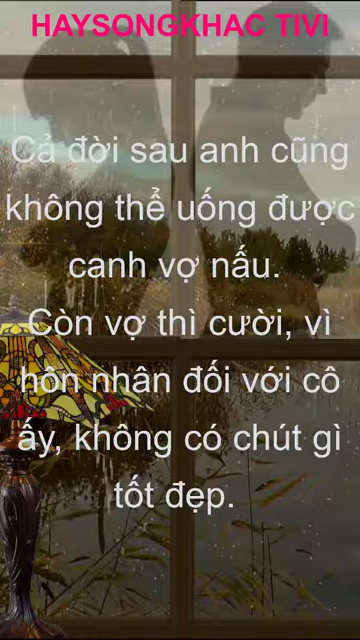 HAYSONGKHAC TIVI
Cả đời sau anh cũng
không thể uống được
canh vợ nấu.
Còn vợ thì cười, vì
hôn nhân đối với cô
ấy, không có chút gì
tốt đẹp.